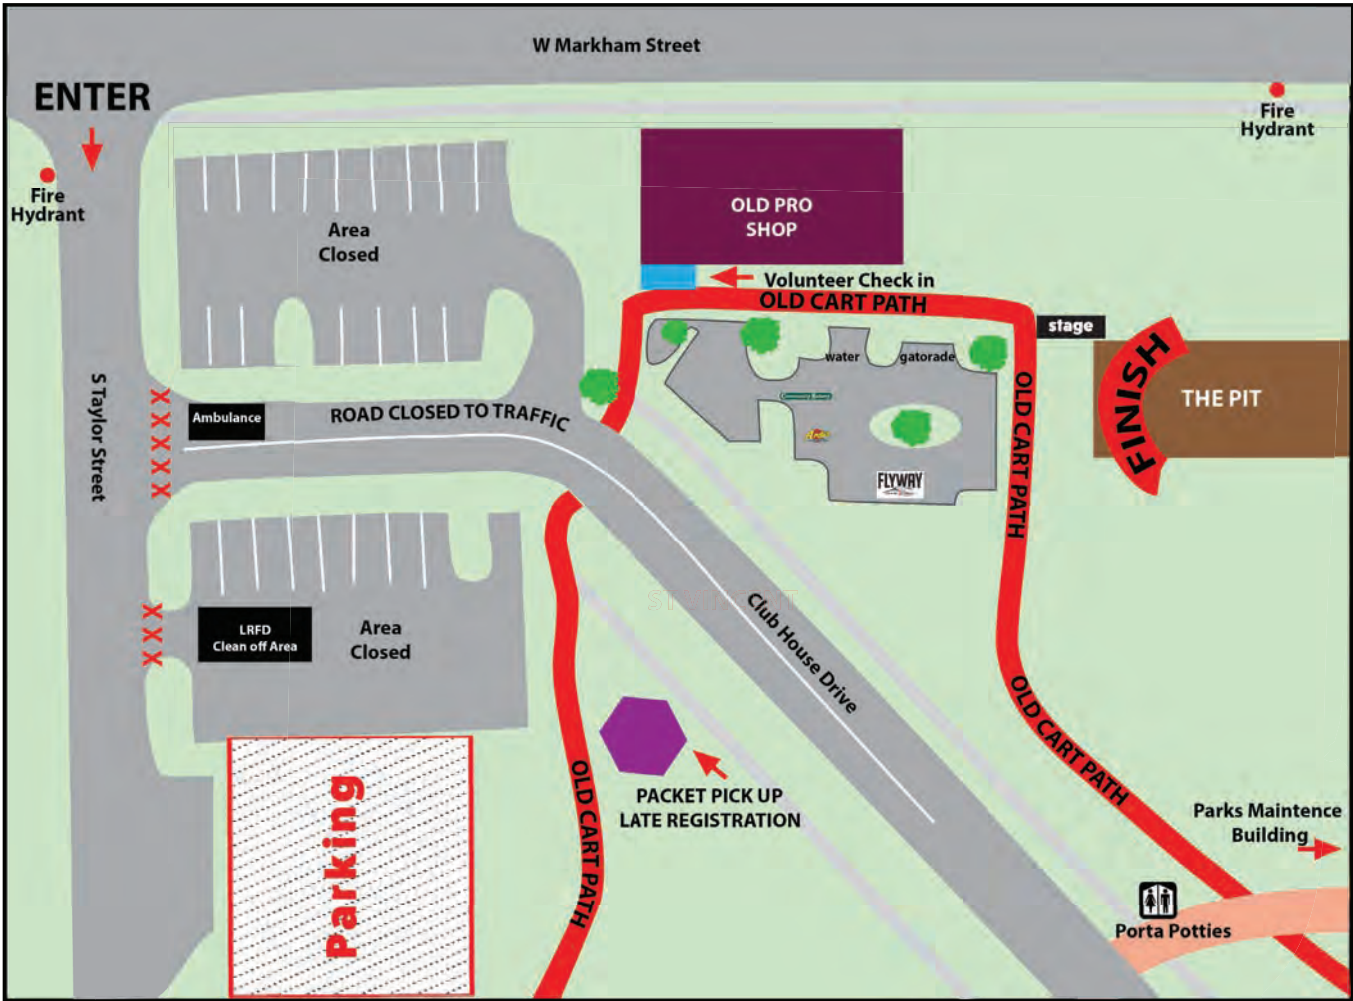 W Markham Street
ENTER
Fire
Hydrant
Fire
Hydrant
OLD PRO
SHOP
Area
Closed
Volunteer Check in
OLD CART PATH
stage
FINISH
THE PIT
water
gatorade
S Taylor Street
X
X
X
X
X
X
X
X
X
X
Ambulance
ROAD CLOSED TO TRAFFIC
OLD CART PATH
FLYWAY
LRFD
Clean off Area
Area
Closed
X
X
X
X
X
X
Club House Drive
OLD CART PATH
PACKET PICK UP
LATE REGISTRATION
OLD CART PATH
Parking
Parks Maintence
Building
Porta Potties